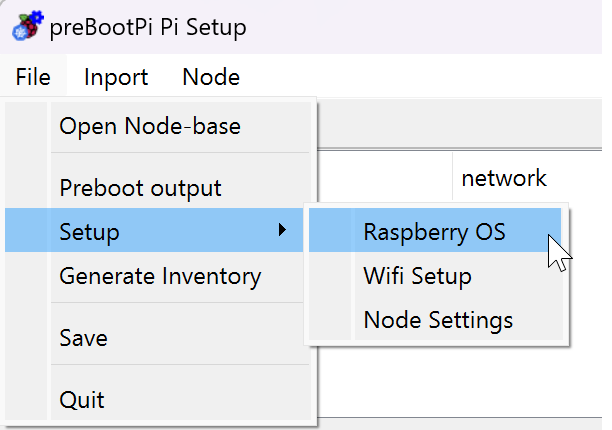 preBootPi Pi Setup
File Inport Node
Open Node-base
network
Preboot output
Setup
Raspberry OS
Generate Inventory
Wifi Setup
Node Settings
Save
Quit